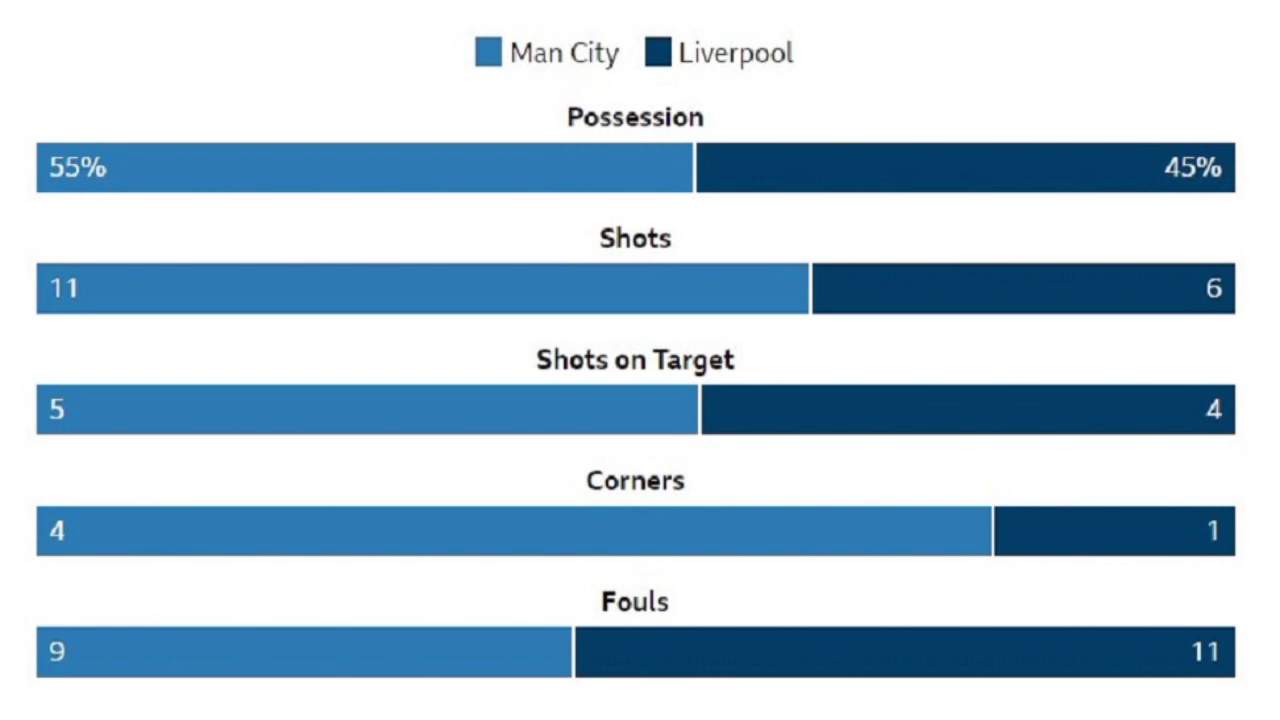 Man City Liverpool
Possession
55% 45%
Shots
11 6
Shots on Target
5 4
Corners
4 1
Fouls
9 11